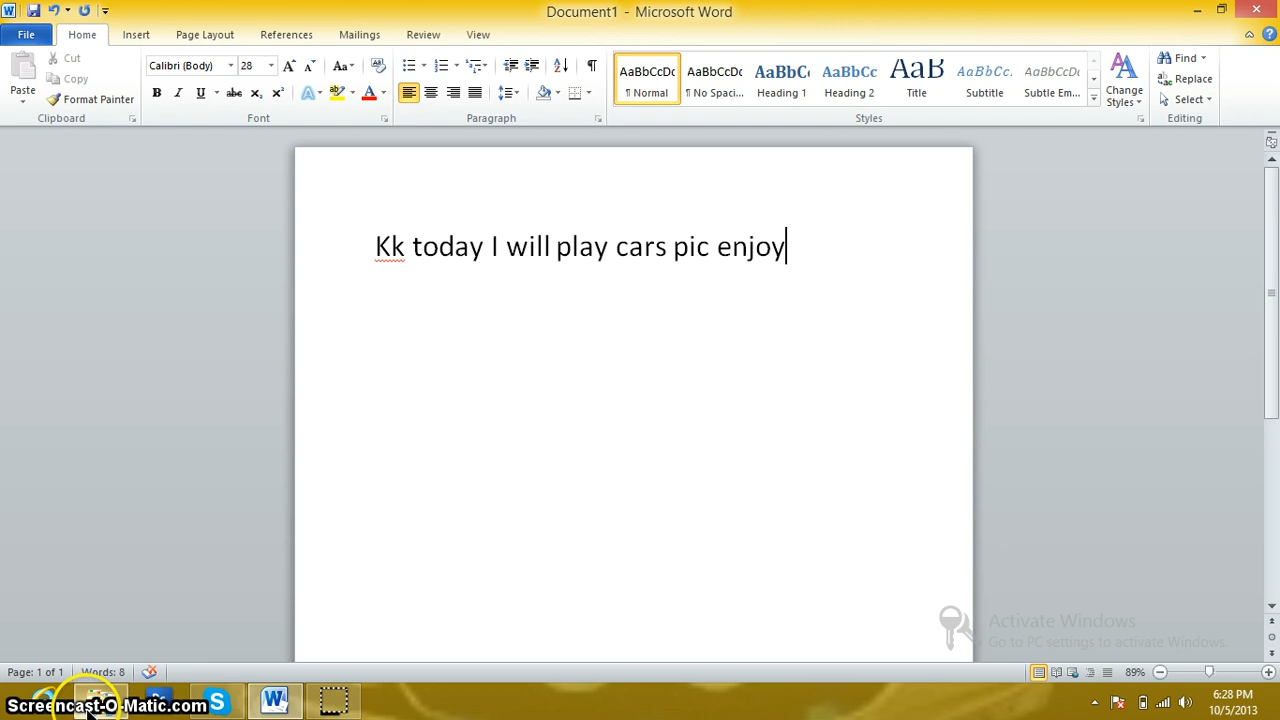 Document1 - Microsoft Word
File Home Insert Page Layout References Mailings Review View
Cut
Copy
Paste
Format Painter
Clipboard
Calibri (Body) 28
Font
Paragraph
AaBbCcDc AaBbCcDc AaBbC AaBbCc AaB AaBbCc. AaBbCcDc
¶ Normal ¶ No Spaci... Heading 1 Heading 2 Title Subtitle Subtle Em...
Change Styles
Styles
Find
Replace
Select
Editing
Kk today I will play cars pic enjoy
Activate Windows
Go to PC settings to activate Windows.
Page: 1 of 1 Words: 8 89%
Screencast-O-Matic.com
6:28 PM
10/5/2013